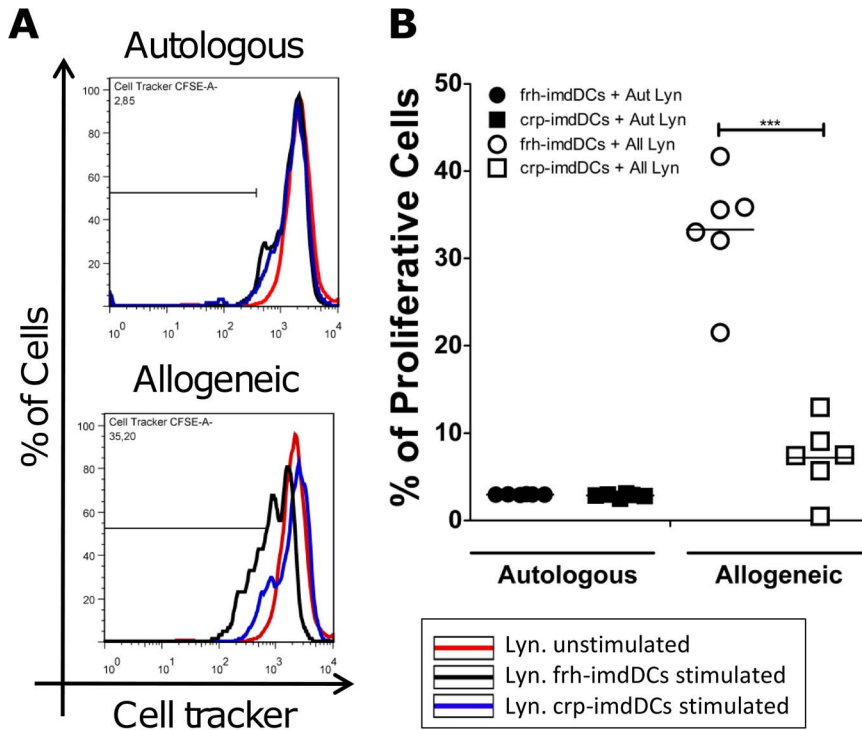 A
Autologous
Cell Tracker CFSE-A-
2,85
100
80
60
40
20
10^0 10^1 10^2 10^3 10^4
Allogeneic
Cell Tracker CFSE-A-
35,20
100
80
60
40
20
10^0 10^1 10^2 10^3 10^4
% of Cells
Cell tracker
B
% of Proliferative Cells
50
40
30
20
10
0
frh-imdDCs + Aut Lyn
crp-imdDCs + Aut Lyn
frh-imdDCs + All Lyn
crp-imdDCs + All Lyn
***
Autologous Allogeneic
Lyn. unstimulated
Lyn. frh-imdDCs stimulated
Lyn. crp-imdDCs stimulated